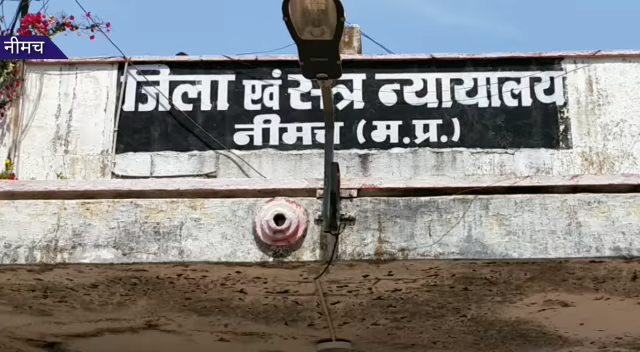 नीमच
जिला एवं सत्र न्यायालय
नीमच (म.प्र.)